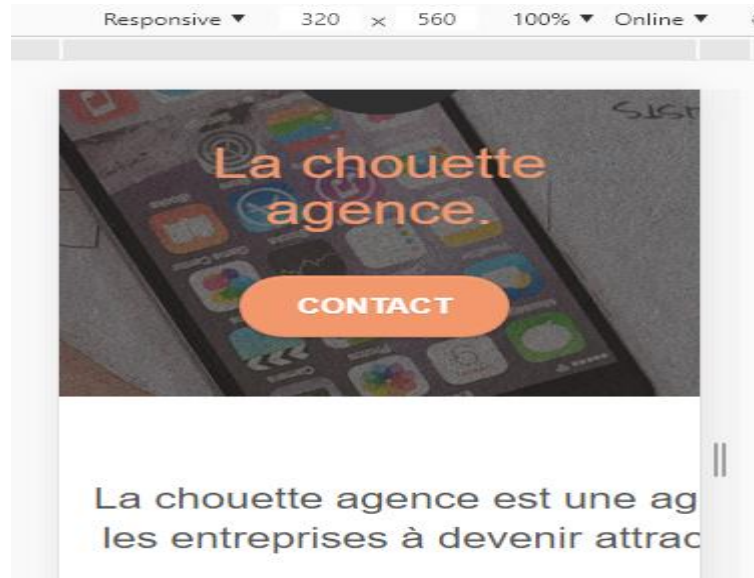 Responsive ▼ 320 × 560 100% ▼ Online ▼
La chouette
agence.
CONTACT
La chouette agence est une ag
les entreprises à devenir attrac